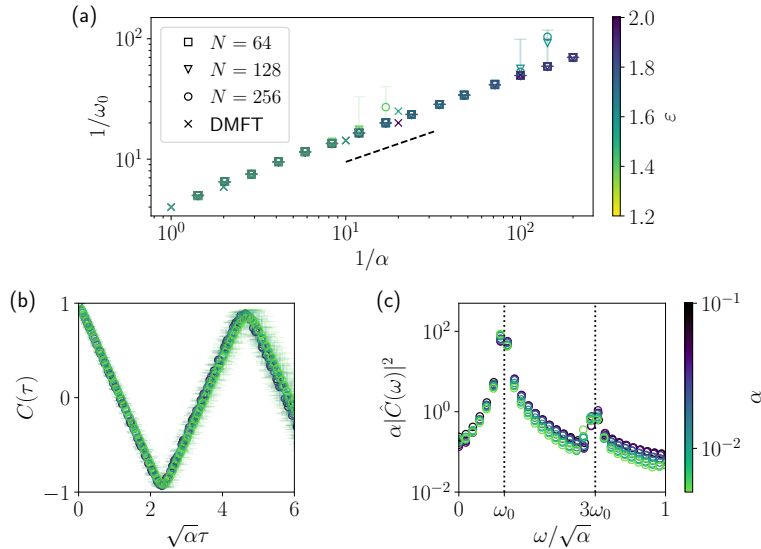 (a)
10²
10¹
1/ω₀
N = 64
N = 128
N = 256
DMFT
10⁰
10¹
10²
1/α
2.0
1.8
1.6
1.4
1.2
ε
(b)
1
0
−1
C(τ)
0
2
4
6
√ατ
(c)
10²
10⁰
10⁻²
α|Ĉ(ω)|²
0
ω₀
3ω₀
1
ω/√α
10⁻¹
10⁻²
α